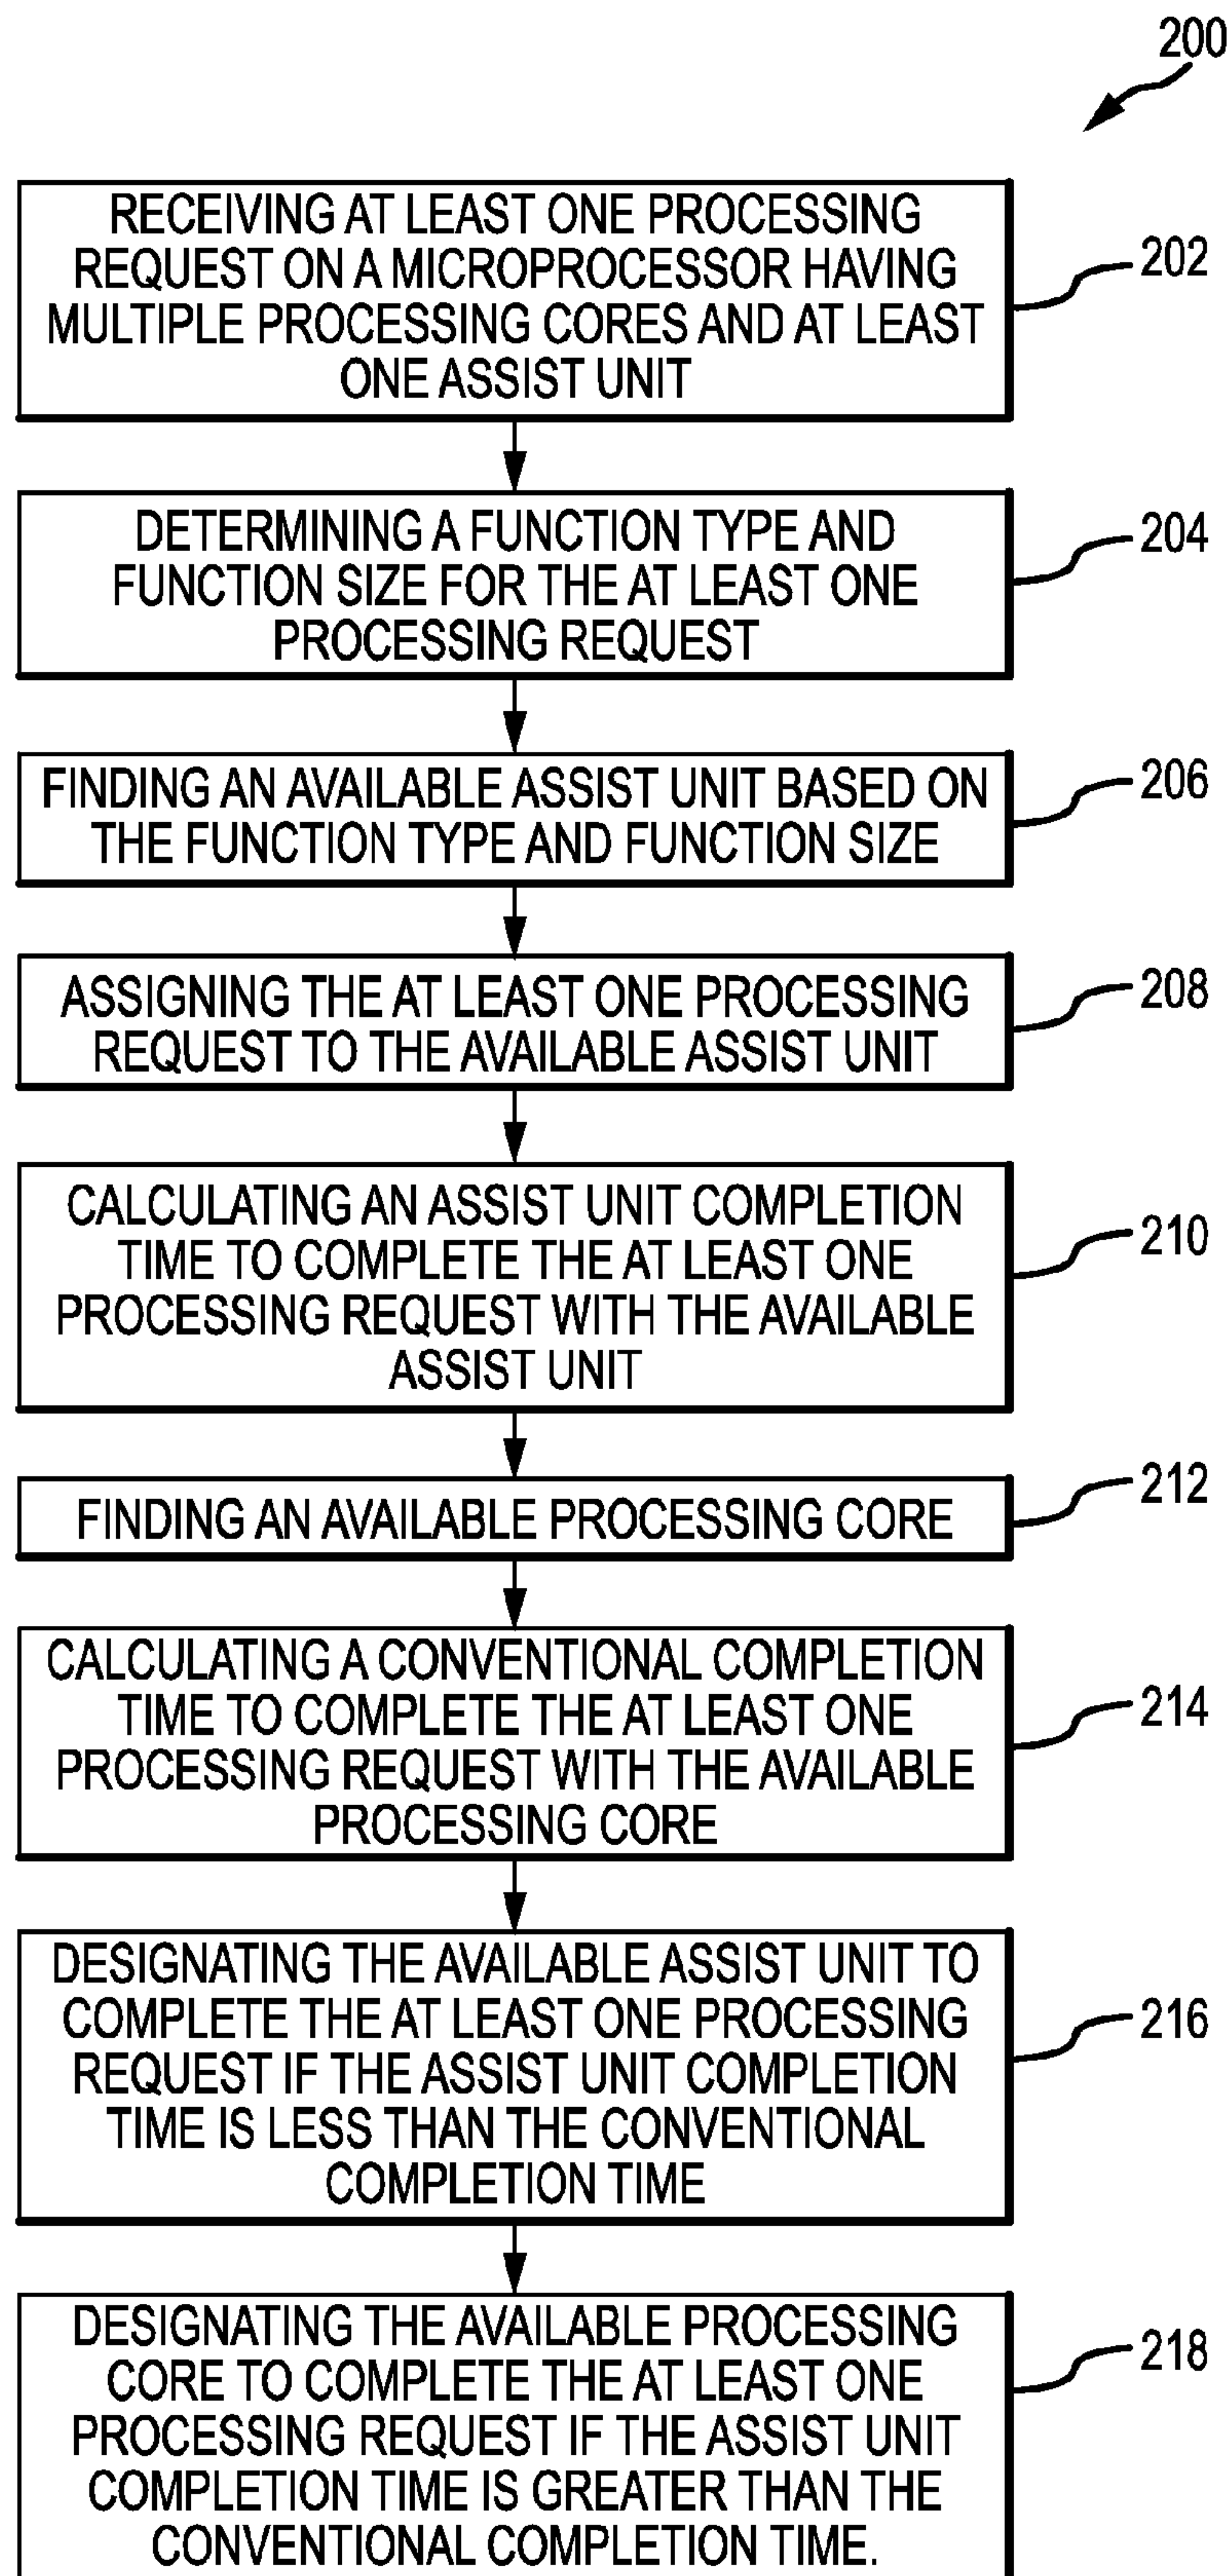 200
RECEIVING AT LEAST ONE PROCESSING
REQUEST ON A MICROPROCESSOR HAVING
MULTIPLE PROCESSING CORES AND AT LEAST
ONE ASSIST UNIT
202
DETERMINING A FUNCTION TYPE AND
FUNCTION SIZE FOR THE AT LEAST ONE
PROCESSING REQUEST
204
FINDING AN AVAILABLE ASSIST UNIT BASED ON
THE FUNCTION TYPE AND FUNCTION SIZE
206
ASSIGNING THE AT LEAST ONE PROCESSING
REQUEST TO THE AVAILABLE ASSIST UNIT
208
CALCULATING AN ASSIST UNIT COMPLETION
TIME TO COMPLETE THE AT LEAST ONE
PROCESSING REQUEST WITH THE AVAILABLE
ASSIST UNIT
210
FINDING AN AVAILABLE PROCESSING CORE
212
CALCULATING A CONVENTIONAL COMPLETION
TIME TO COMPLETE THE AT LEAST ONE
PROCESSING REQUEST WITH THE AVAILABLE
PROCESSING CORE
214
DESIGNATING THE AVAILABLE ASSIST UNIT TO
COMPLETE THE AT LEAST ONE PROCESSING
REQUEST IF THE ASSIST UNIT COMPLETION
TIME IS LESS THAN THE CONVENTIONAL
COMPLETION TIME
216
DESIGNATING THE AVAILABLE PROCESSING
CORE TO COMPLETE THE AT LEAST ONE
PROCESSING REQUEST IF THE ASSIST UNIT
COMPLETION TIME IS GREATER THAN THE
CONVENTIONAL COMPLETION TIME.
218